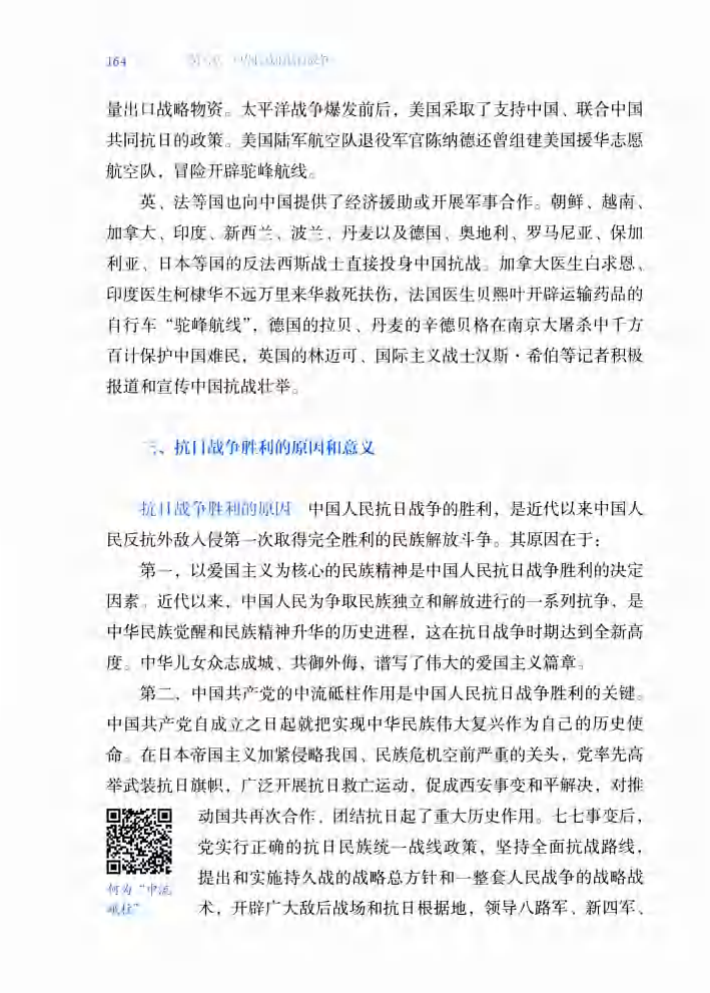 164
量出口战略物资。太平洋战争爆发前后，美国采取了支持中国、联合中国
共同抗日的政策。美国陆军航空队退役军官陈纳德还曾组建美国援华志愿
航空队，冒险开辟驼峰航线。
英、法等国也向中国提供了经济援助或开展军事合作。朝鲜、越南、
加拿大、印度、新西兰、波兰、丹麦以及德国、奥地利、罗马尼亚、保加
利亚、日本等国的反法西斯战士直接投身中国抗战。加拿大医生白求恩、
印度医生柯棣华不远万里来华救死扶伤，法国医生贝熙叶开辟运输药品的
自行车“驼峰航线”，德国的拉贝、丹麦的辛德贝格在南京大屠杀中千方
百计保护中国难民，英国的林迈可、国际主义战士汉斯·希伯等记者积极
报道和宣传中国抗战壮举。
三、抗日战争胜利的原因和意义
抗日战争胜利的原因 中国人民抗日战争的胜利，是近代以来中国人
民反抗外敌入侵第一次取得完全胜利的民族解放斗争。其原因在于：
第一，以爱国主义为核心的民族精神是中国人民抗日战争胜利的决定
因素。近代以来，中国人民为争取民族独立和解放进行的一系列抗争，是
中华民族觉醒和民族精神升华的历史进程，这在抗日战争时期达到全新高
度。中华儿女众志成城、共御外侮，谱写了伟大的爱国主义篇章。
第二，中国共产党的中流砥柱作用是中国人民抗日战争胜利的关键。
中国共产党自成立之日起就把实现中华民族伟大复兴作为自己的历史使
命。在日本帝国主义加紧侵略我国、民族危机空前严重的关头，党率先高
举武装抗日旗帜，广泛开展抗日救亡运动，促成西安事变和平解决，对推
动国共再次合作、团结抗日起了重大历史作用。七七事变后，
党实行正确的抗日民族统一战线政策，坚持全面抗战路线，
提出和实施持久战的战略总方针和一整套人民战争的战略战
术，开辟广大敌后战场和抗日根据地，领导八路军、新四军、
何为“中流
砥柱”